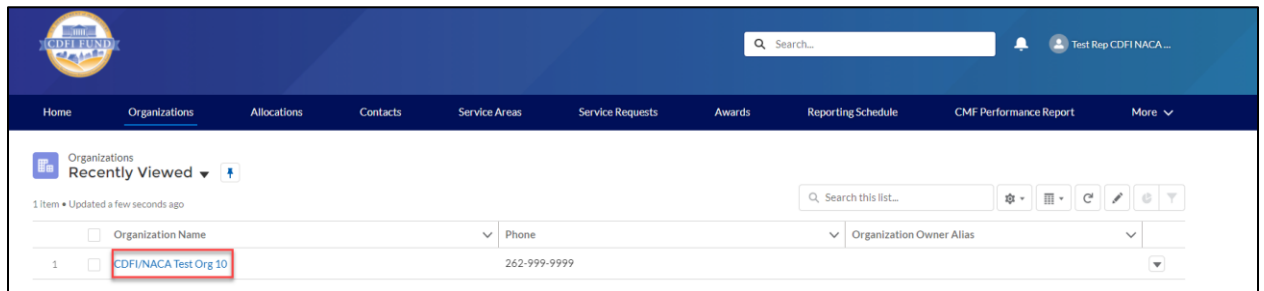 CDFI FUND
Search...
Test Rep CDFI NACA ...
Home Organizations Allocations Contacts Service Areas Service Requests Awards Reporting Schedule CMF Performance Report More
Organizations
Recently Viewed
1 item • Updated a few seconds ago
Search this list...
Organization Name Phone Organization Owner Alias
1 CDFI/NACA Test Org 10 262-999-9999